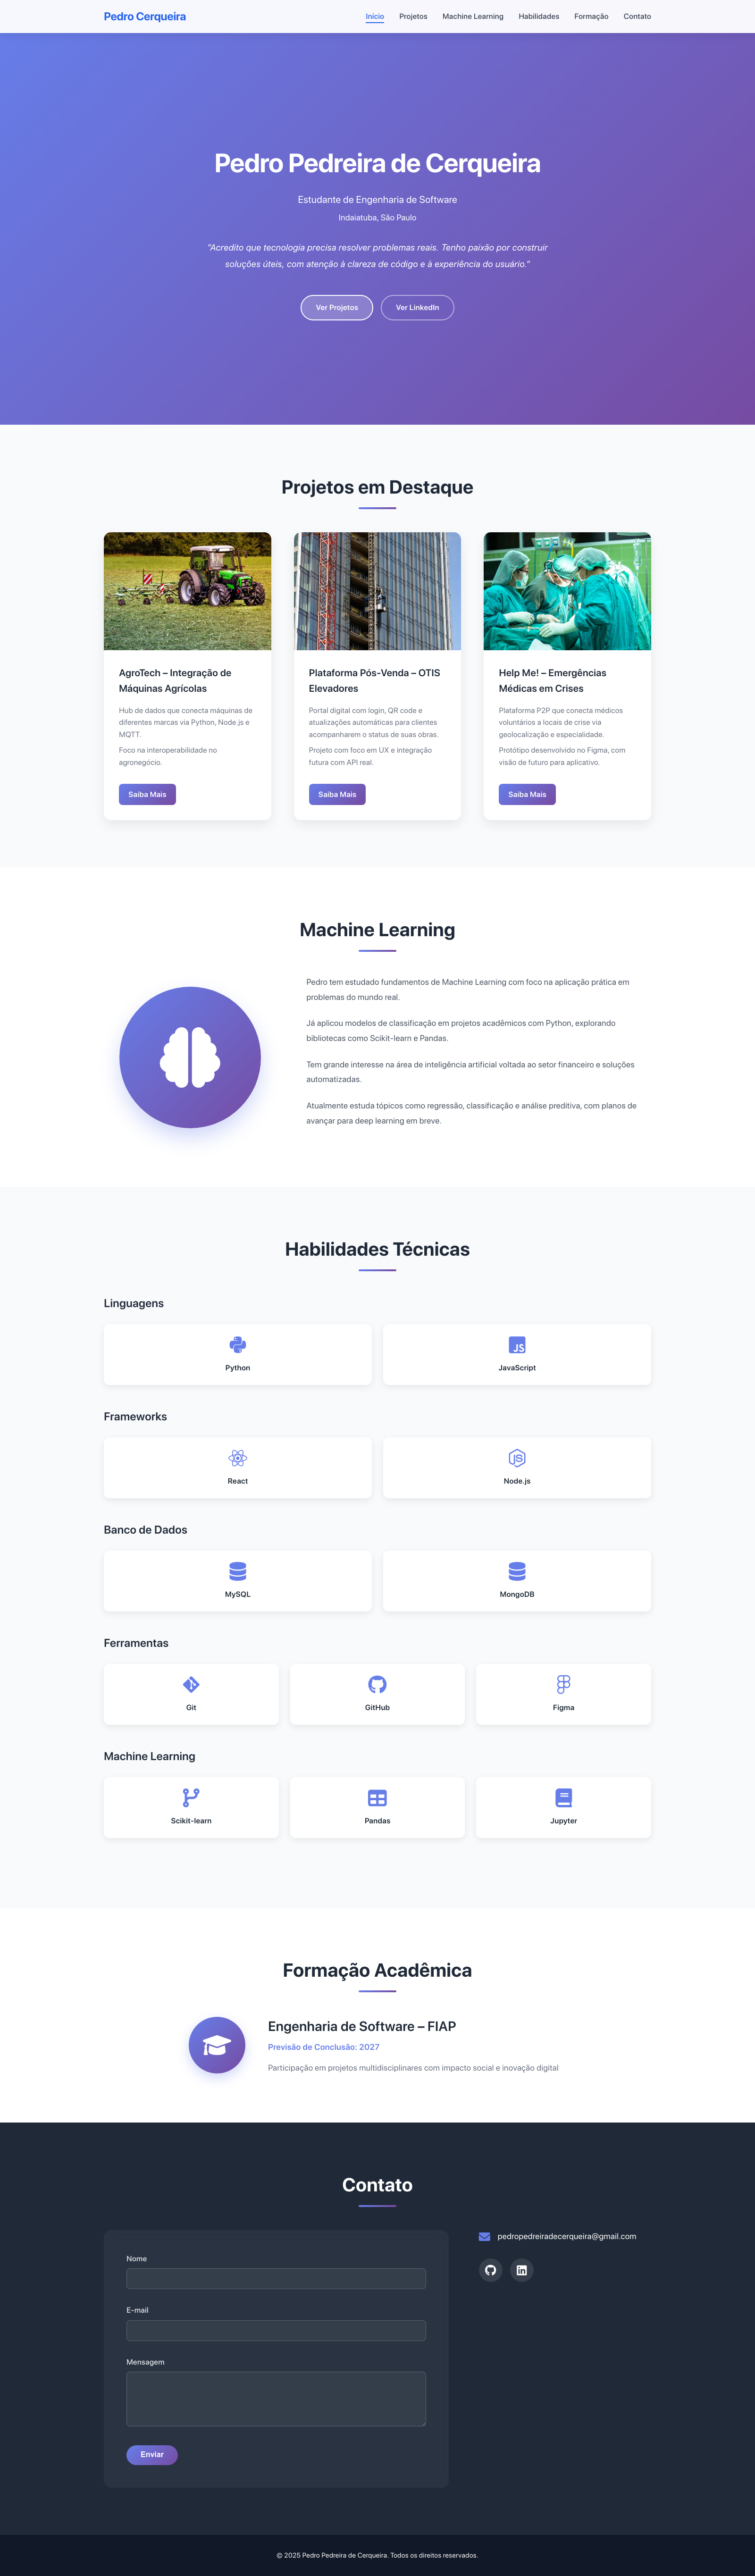 Pedro Cerqueira
Início
Projetos
Machine Learning
Habilidades
Formação
Contato
Pedro Pedreira de Cerqueira
Estudante de Engenharia de Software
Indaiatuba, São Paulo
"Acredito que tecnologia precisa resolver problemas reais. Tenho paixão por construir
soluções úteis, com atenção à clareza de código e à experiência do usuário."
Ver Projetos
Ver LinkedIn
Projetos em Destaque
AgroTech – Integração de
Máquinas Agrícolas
Hub de dados que conecta máquinas de
diferentes marcas via Python, Node.js e
MQTT.
Foco na interoperabilidade no
agronegócio.
Saiba Mais
Plataforma Pós-Venda – OTIS
Elevadores
Portal digital com login, QR code e
atualizações automáticas para clientes
acompanharem o status de suas obras.
Projeto com foco em UX e integração
futura com API real.
Saiba Mais
Help Me! – Emergências
Médicas em Crises
Plataforma P2P que conecta médicos
voluntários a locais de crise via
geolocalização e especialidade.
Protótipo desenvolvido no Figma, com
visão de futuro para aplicativo.
Saiba Mais
Machine Learning
Pedro tem estudado fundamentos de Machine Learning com foco na aplicação prática em
problemas do mundo real.
Já aplicou modelos de classificação em projetos acadêmicos com Python, explorando
bibliotecas como Scikit-learn e Pandas.
Tem grande interesse na área de inteligência artificial voltada ao setor financeiro e soluções
automatizadas.
Atualmente estuda tópicos como regressão, classificação e análise preditiva, com planos de
avançar para deep learning em breve.
Habilidades Técnicas
Linguagens
Python
JS
JavaScript
Frameworks
React
Node.js
Banco de Dados
MySQL
MongoDB
Ferramentas
Git
GitHub
Figma
Machine Learning
Scikit-learn
Pandas
Jupyter
Formação Acadêmica
Engenharia de Software – FIAP
Previsão de Conclusão: 2027
Participação em projetos multidisciplinares com impacto social e inovação digital
Contato
Nome
E-mail
Mensagem
Enviar
pedropedreiradecerqueira@gmail.com
© 2025 Pedro Pedreira de Cerqueira. Todos os direitos reservados.